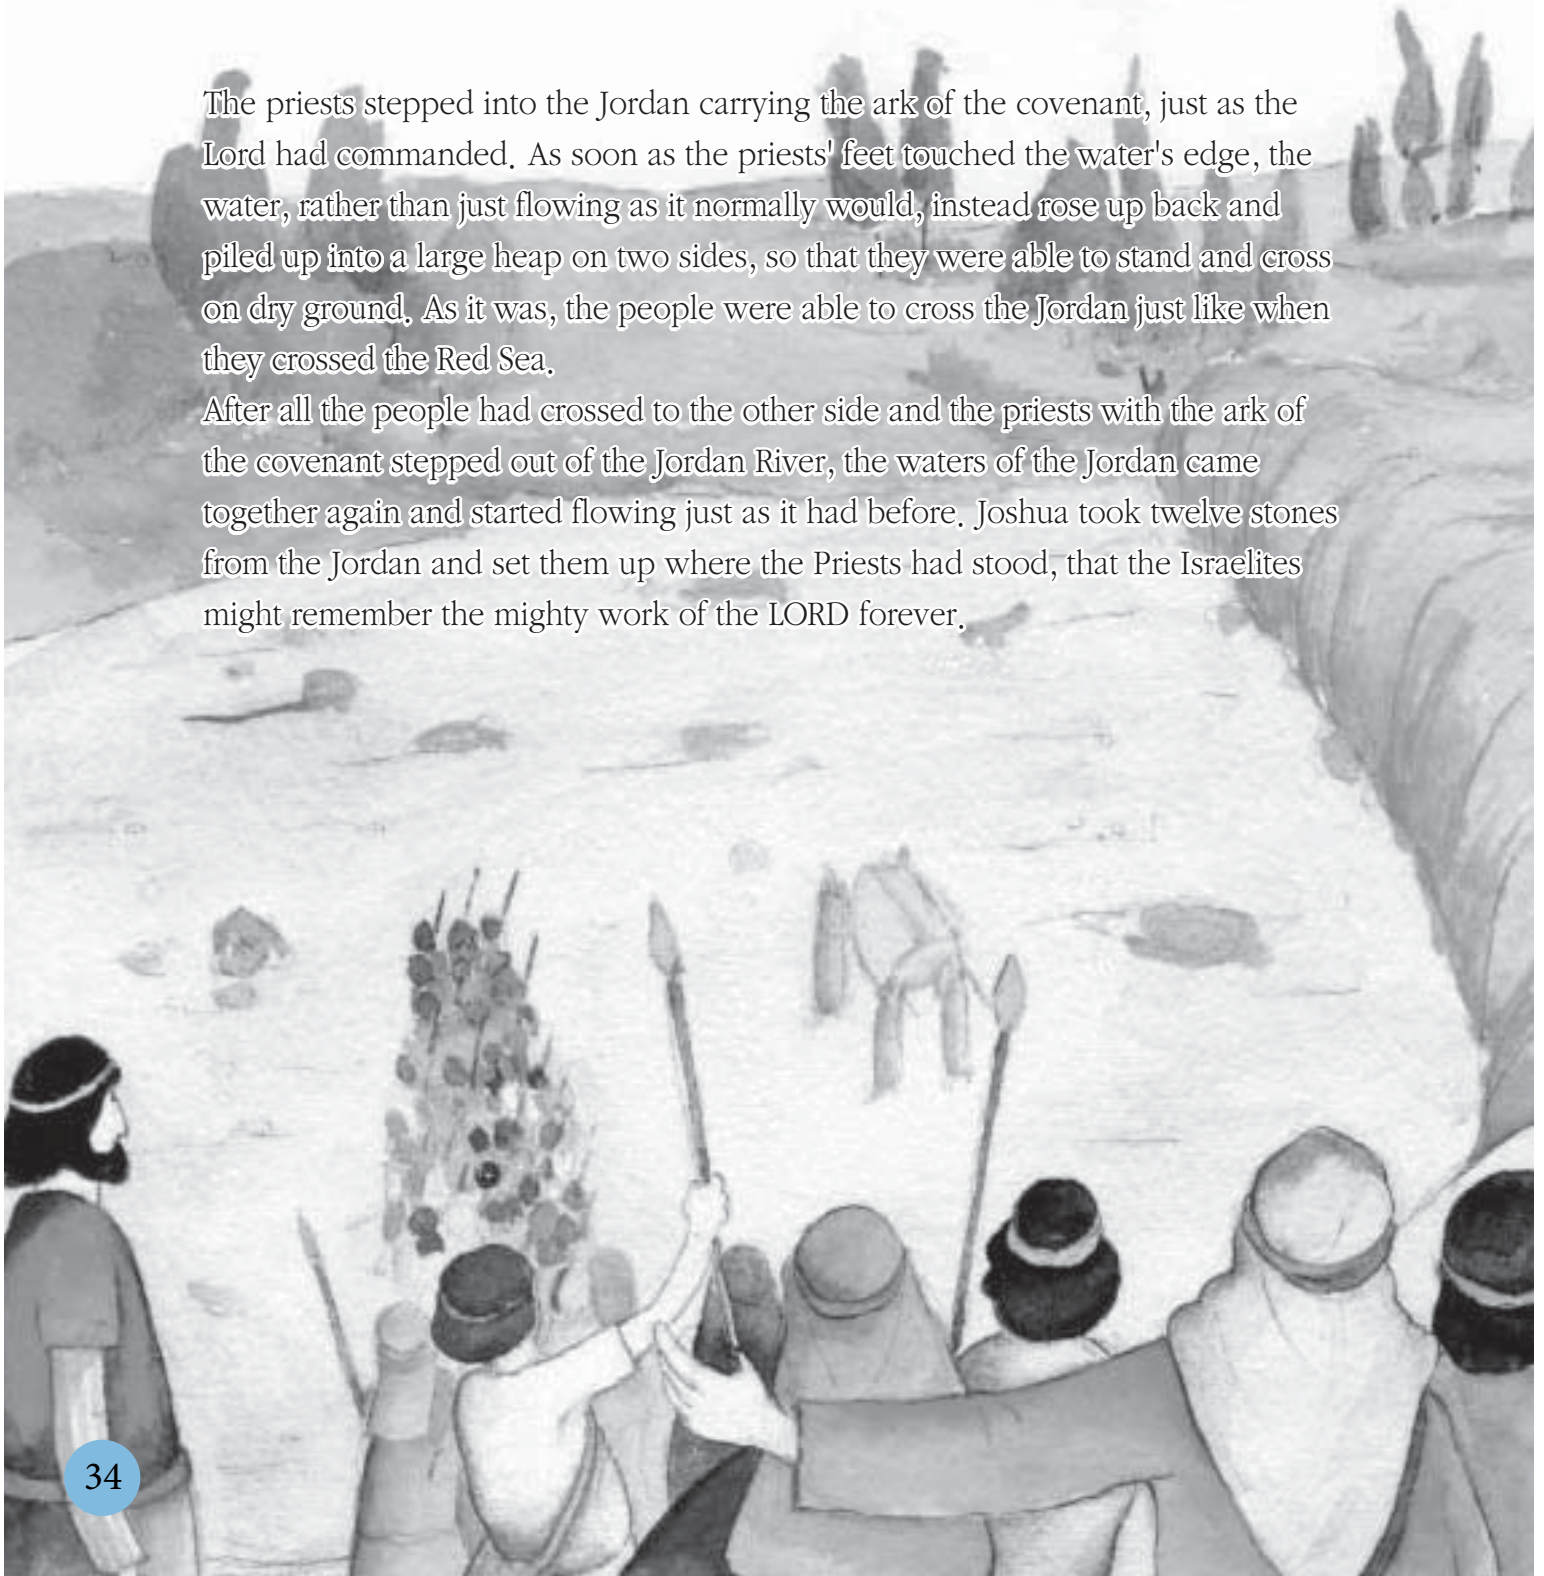 The priests stepped into the Jordan carrying the ark of the covenant, just as the
Lord had commanded. As soon as the priests' feet touched the water's edge, the
water, rather than just flowing as it normally would, instead rose up back and
piled up into a large heap on two sides, so that they were able to stand and cross
on dry ground. As it was, the people were able to cross the Jordan just like when
they crossed the Red Sea.
After all the people had crossed to the other side and the priests with the ark of
the covenant stepped out of the Jordan River, the waters of the Jordan came
together again and started flowing just as it had before. Joshua took twelve stones
from the Jordan and set them up where the Priests had stood, that the Israelites
might remember the mighty work of the LORD forever.
34